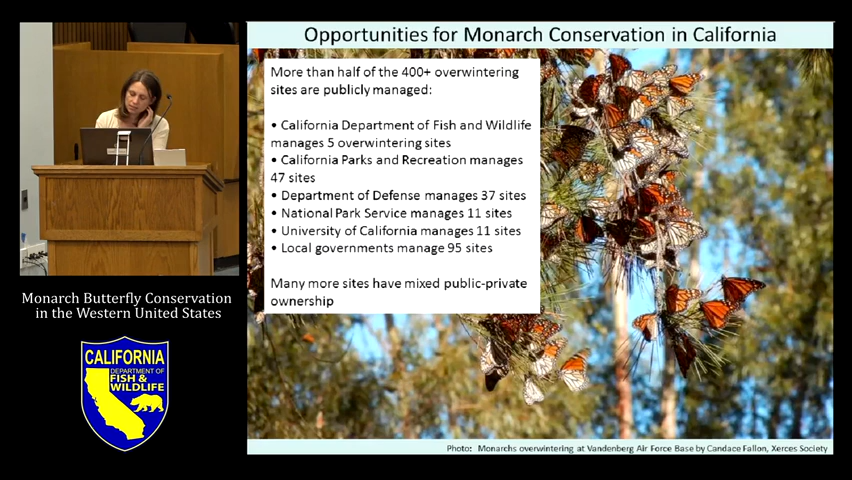 Opportunities for Monarch Conservation in California
More than half of the 400+ overwintering
sites are publicly managed:
• California Department of Fish and Wildlife
manages 5 overwintering sites
• California Parks and Recreation manages
47 sites
• Department of Defense manages 37 sites
• National Park Service manages 11 sites
• University of California manages 11 sites
• Local governments manage 95 sites
Many more sites have mixed public-private
ownership
Photo: Monarchs overwintering at Vandenberg Air Force Base by Candace Fallon, Xerces Society
Monarch Butterfly Conservation
in the Western United States
CALIFORNIA
DEPARTMENT OF
FISH &
WILDLIFE